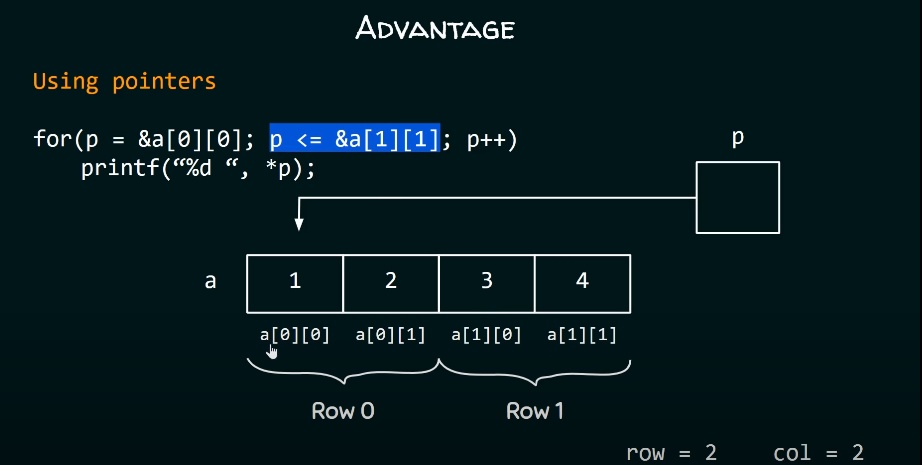 ADVANTAGE
Using pointers
for(p = &a[0][0]; p <= &a[1][1]; p++)
printf(“%d “, *p);
p
a 1 2 3 4
a[0][0] a[0][1] a[1][0] a[1][1]
Row 0 Row 1
row = 2 col = 2